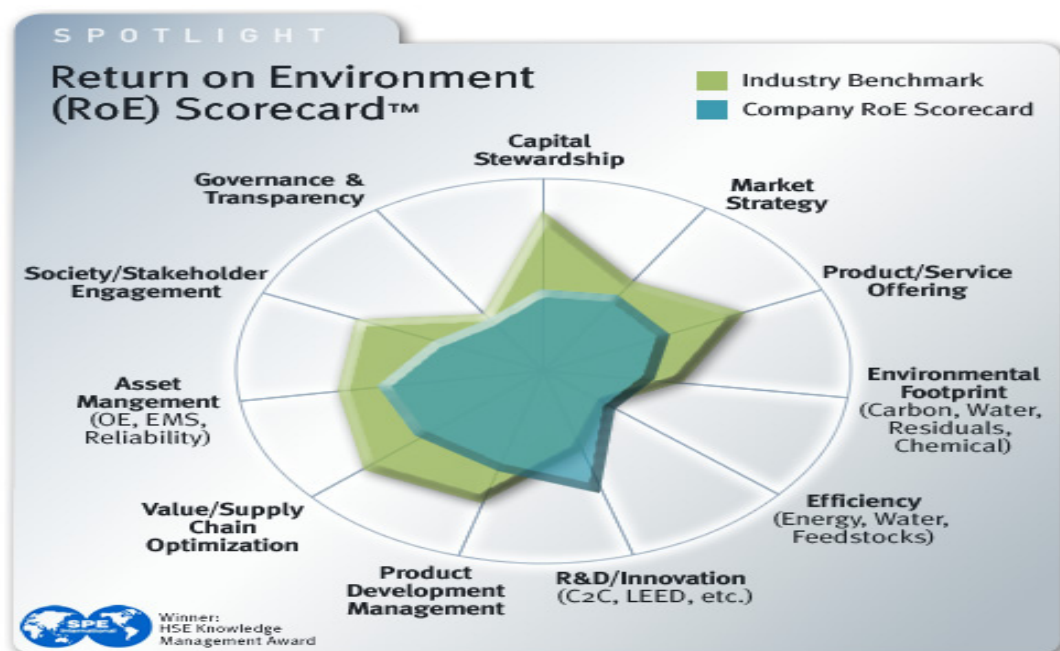 SPOTLIGHT
Return on Environment
(RoE) Scorecard™
Industry Benchmark
Company RoE Scorecard
Capital
Stewardship
Market
Strategy
Product/Service
Offering
Environmental
Footprint
(Carbon, Water,
Residuals,
Chemical)
Efficiency
(Energy, Water,
Feedstocks)
R&D/Innovation
(C2C, LEED, etc.)
Product
Development
Management
Value/Supply
Chain
Optimization
Asset
Mangement
(OE, EMS,
Reliability)
Society/Stakeholder
Engagement
Governance &
Transparency
SPE
International
Winner:
HSE Knowledge
Management Award